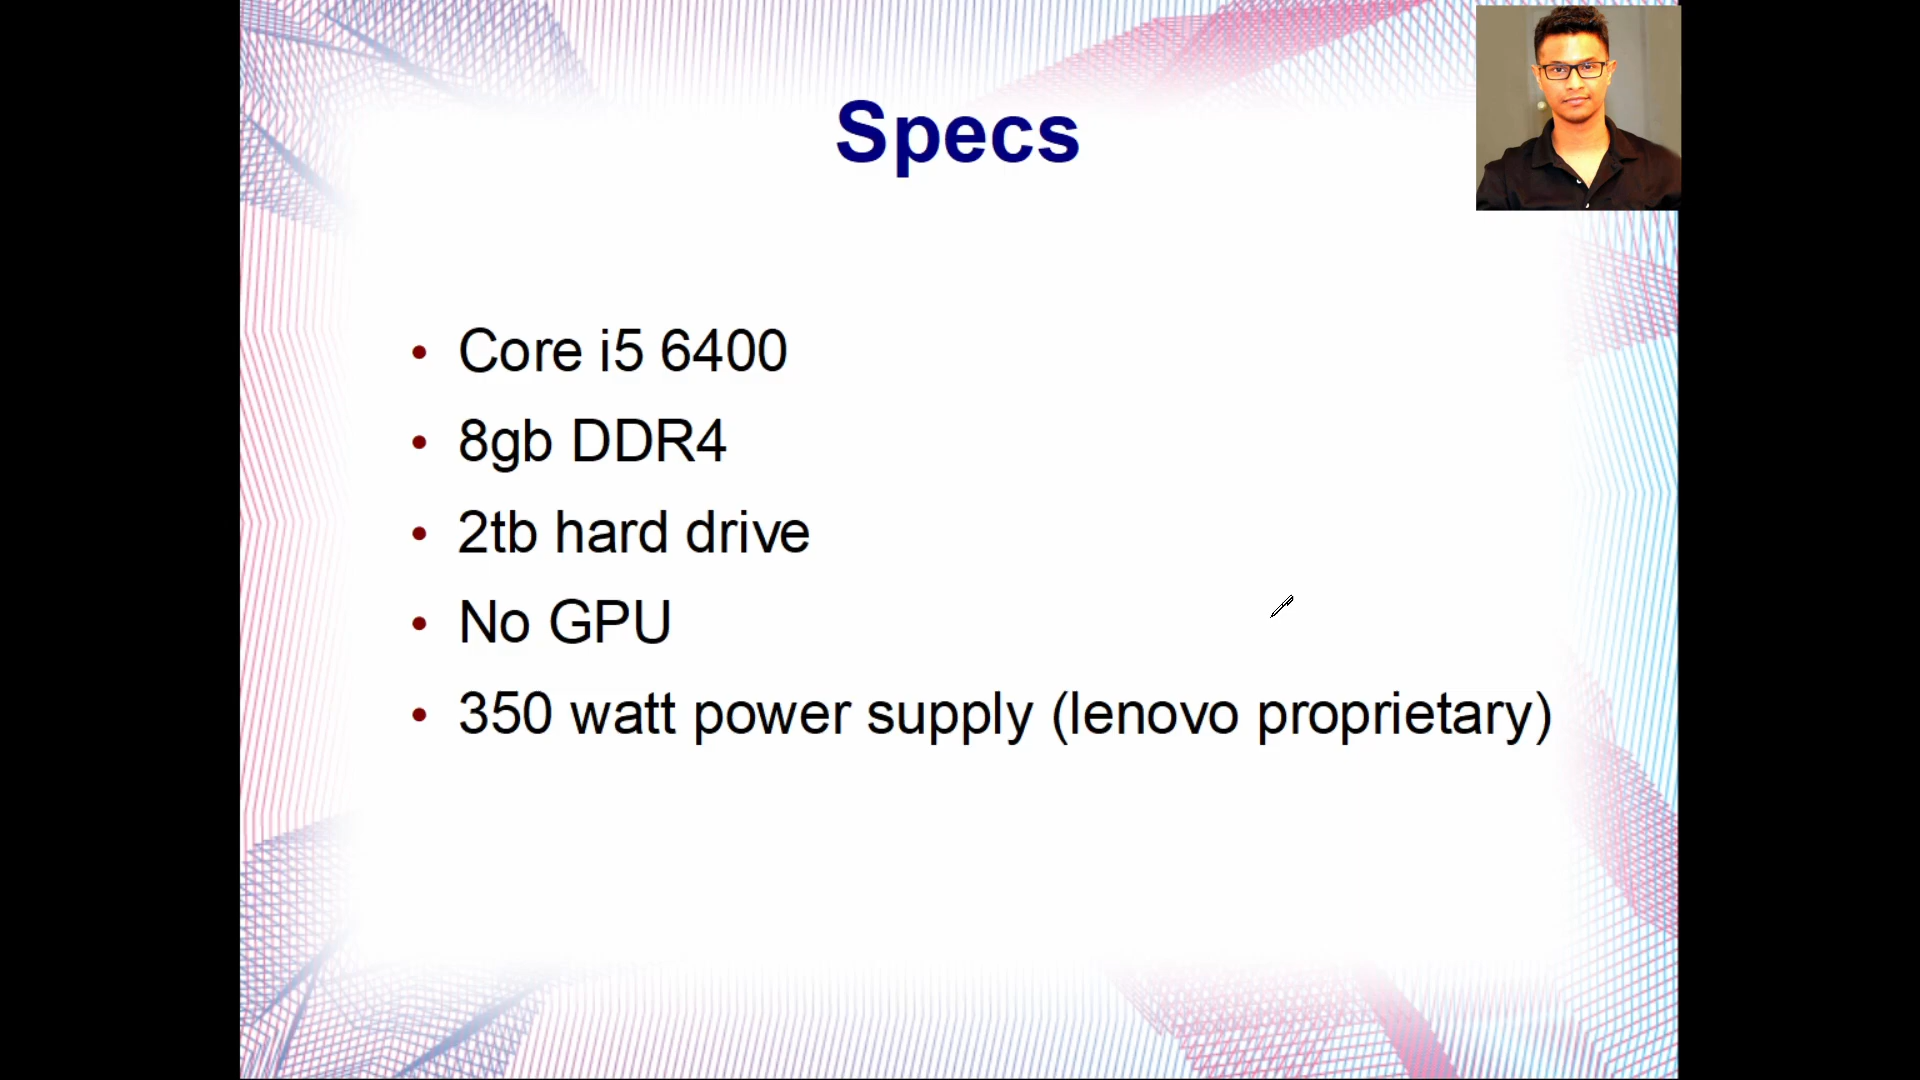 Specs
• Core i5 6400
• 8gb DDR4
• 2tb hard drive
• No GPU
• 350 watt power supply (lenovo proprietary)